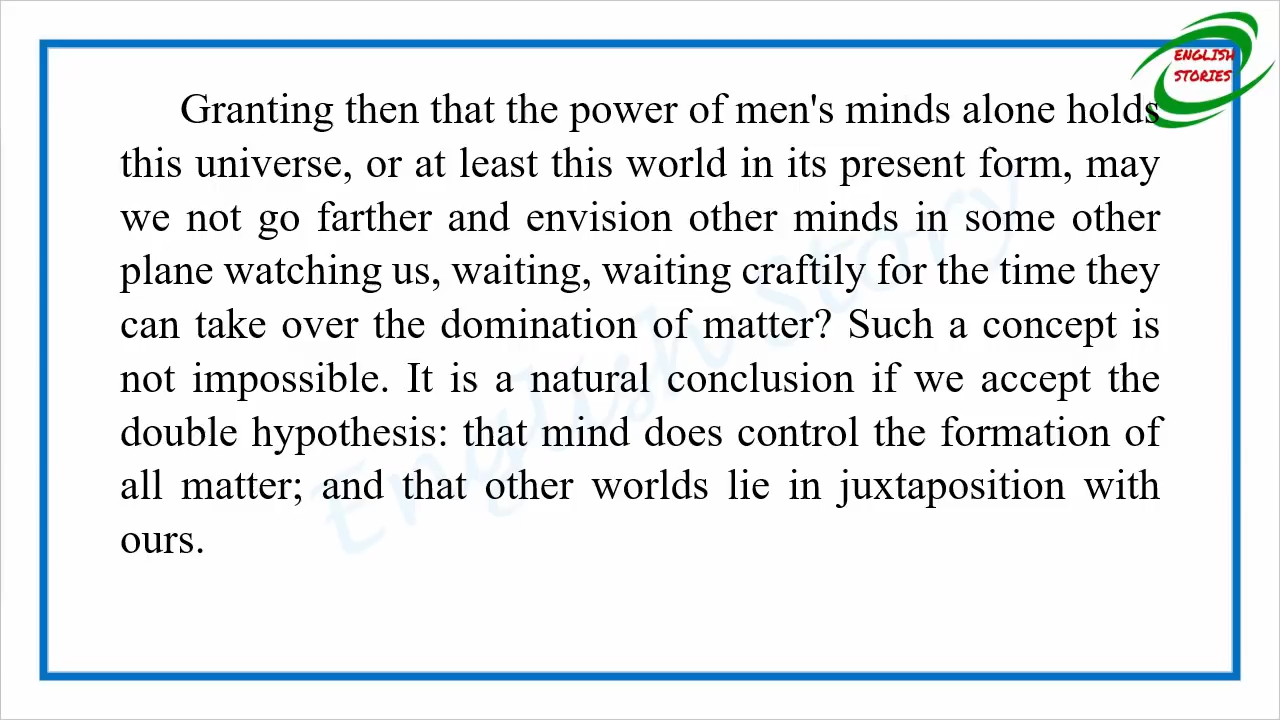 ENGLISH
STORIES
Granting then that the power of men's minds alone holds
this universe, or at least this world in its present form, may
we not go farther and envision other minds in some other
plane watching us, waiting, waiting craftily for the time they
can take over the domination of matter? Such a concept is
not impossible. It is a natural conclusion if we accept the
double hypothesis: that mind does control the formation of
all matter; and that other worlds lie in juxtaposition with
ours.
English Story